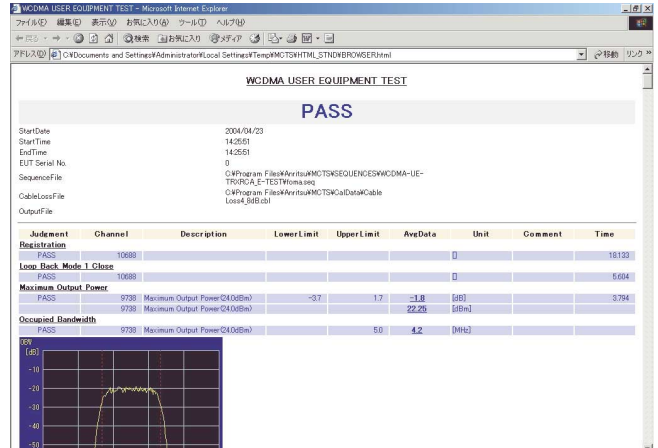 WCDMA USER EQUIPMENT TEST - Microsoft Internet Explorer
ファイル(F) 編集(E) 表示(V) お気に入り(A) ツール(T) ヘルプ(H)
戻る 検索 お気に入り メディア
アドレス(D) C:¥Documents and Settings¥Administrator¥Local Settings¥Temp¥MCTS¥HTML_STND¥BROWSER.html 移動 リンク »
WCDMA USER EQUIPMENT TEST
PASS
StartDate 2004/04/23
StartTime 14:25:51
EndTime 14:25:51
EUT Serial No. 0
SequenceFile C:¥Program Files¥Anritsu¥MCTS¥SEQUENCES¥WCDMA-UE-
TRXRCA_E-TEST¥foma.seq
CableLossFile C:¥Program Files¥Anritsu¥MCTS¥CalData¥Cable
Loss4_8dB.cbl
OutputFile
Judgment Channel Description LowerLimit UpperLimit AvgData Unit Comment Time
Registration
PASS 10688 [] 18.133
Loop Back Mode 1 Close
PASS 10688 [] 5.604
Maximum Output Power
PASS 9738 Maximum Output Power(24.0dBm) -3.7 1.7 -1.8 [dB] 3.794
9738 Maximum Output Power(24.0dBm) 22.25 [dBm]
Occupied Bandwidth
PASS 9738 Maximum Output Power(24.0dBm) 5.0 4.2 [MHz]
OBW
[dB]
-10
-20
-30
-40
-50